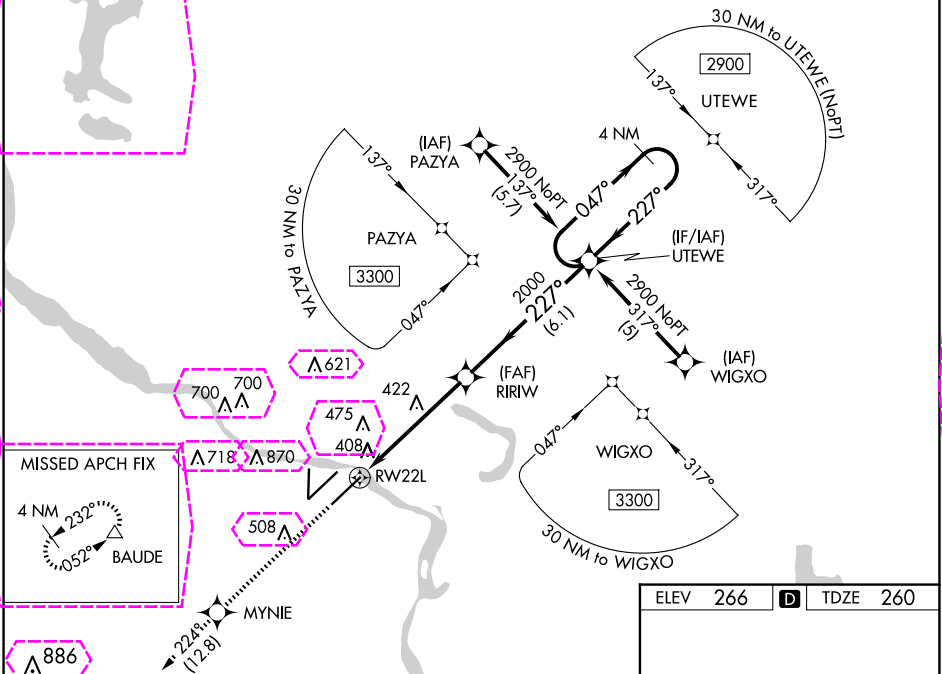 30 NM to UTEWE (NoPT)
2900
137°
UTEWE
317°
(IAF)
PAZYA
2900 NoPT
137°
(5.7)
4 NM
047°
227°
(IF/IAF)
UTEWE
137°
30 NM to PAZYA
PAZYA
3300
047°
2000
227°
(6.1)
2900 NoPT
317°
(5)
(IAF)
WIGXO
(FAF)
RIRIW
621
700
700
422
475
408
718
870
RW22L
508
047°
WIGXO
317°
3300
30 NM to WIGXO
MISSED APCH FIX
4 NM
232°
052°
BAUDE
MYNIE
224°
(12.8)
886
ELEV 266 D TDZE 260